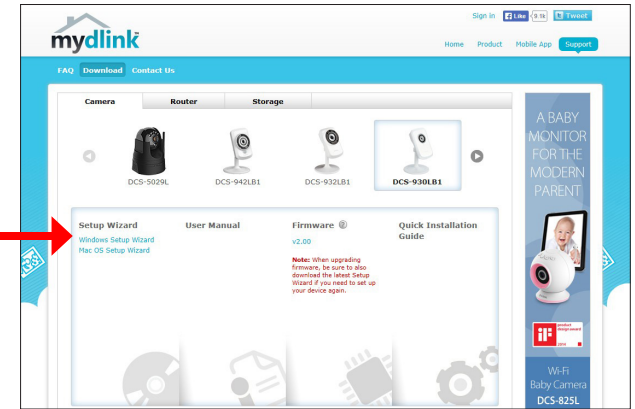 Sign in Like 9.1k Tweet
mydlink
Home Product Mobile App Support
FAQ Download Contact Us
Camera Router Storage
DCS-5029L DCS-942LB1 DCS-932LB1 DCS-930LB1
Setup Wizard
Windows Setup Wizard
Mac OS Setup Wizard
User Manual
Firmware @
v2.00
Note: When upgrading
firmware, be sure to also
download the latest Setup
Wizard if you need to set up
your device again.
Quick Installation
Guide
A BABY
MONITOR
FOR THE
MODERN
PARENT
iF
product
design award
2014
Wi-Fi
Baby Camera
DCS-825L